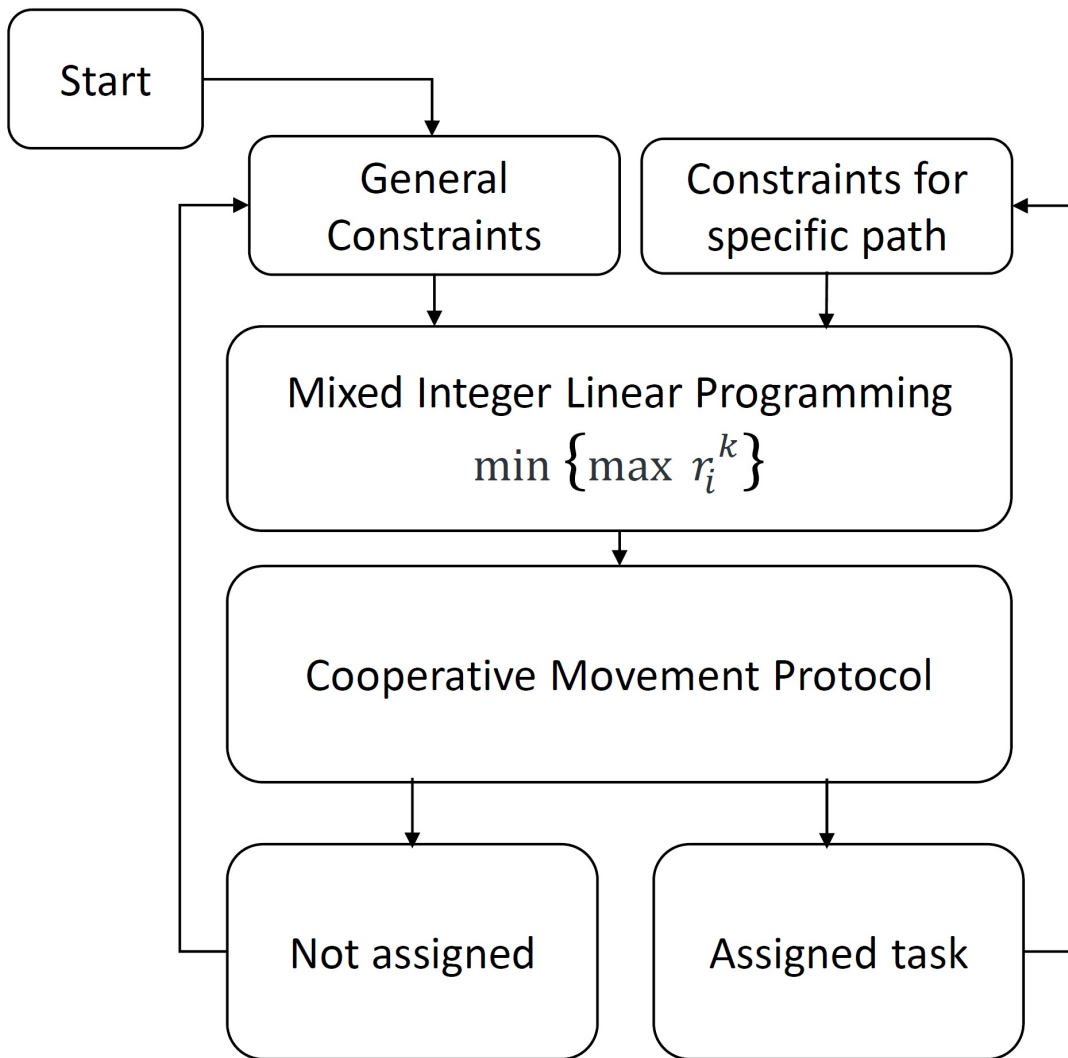 Start
General
Constraints
Constraints for
specific path
Mixed Integer Linear Programming
min {max r_i^k}
Cooperative Movement Protocol
Not assigned
Assigned task